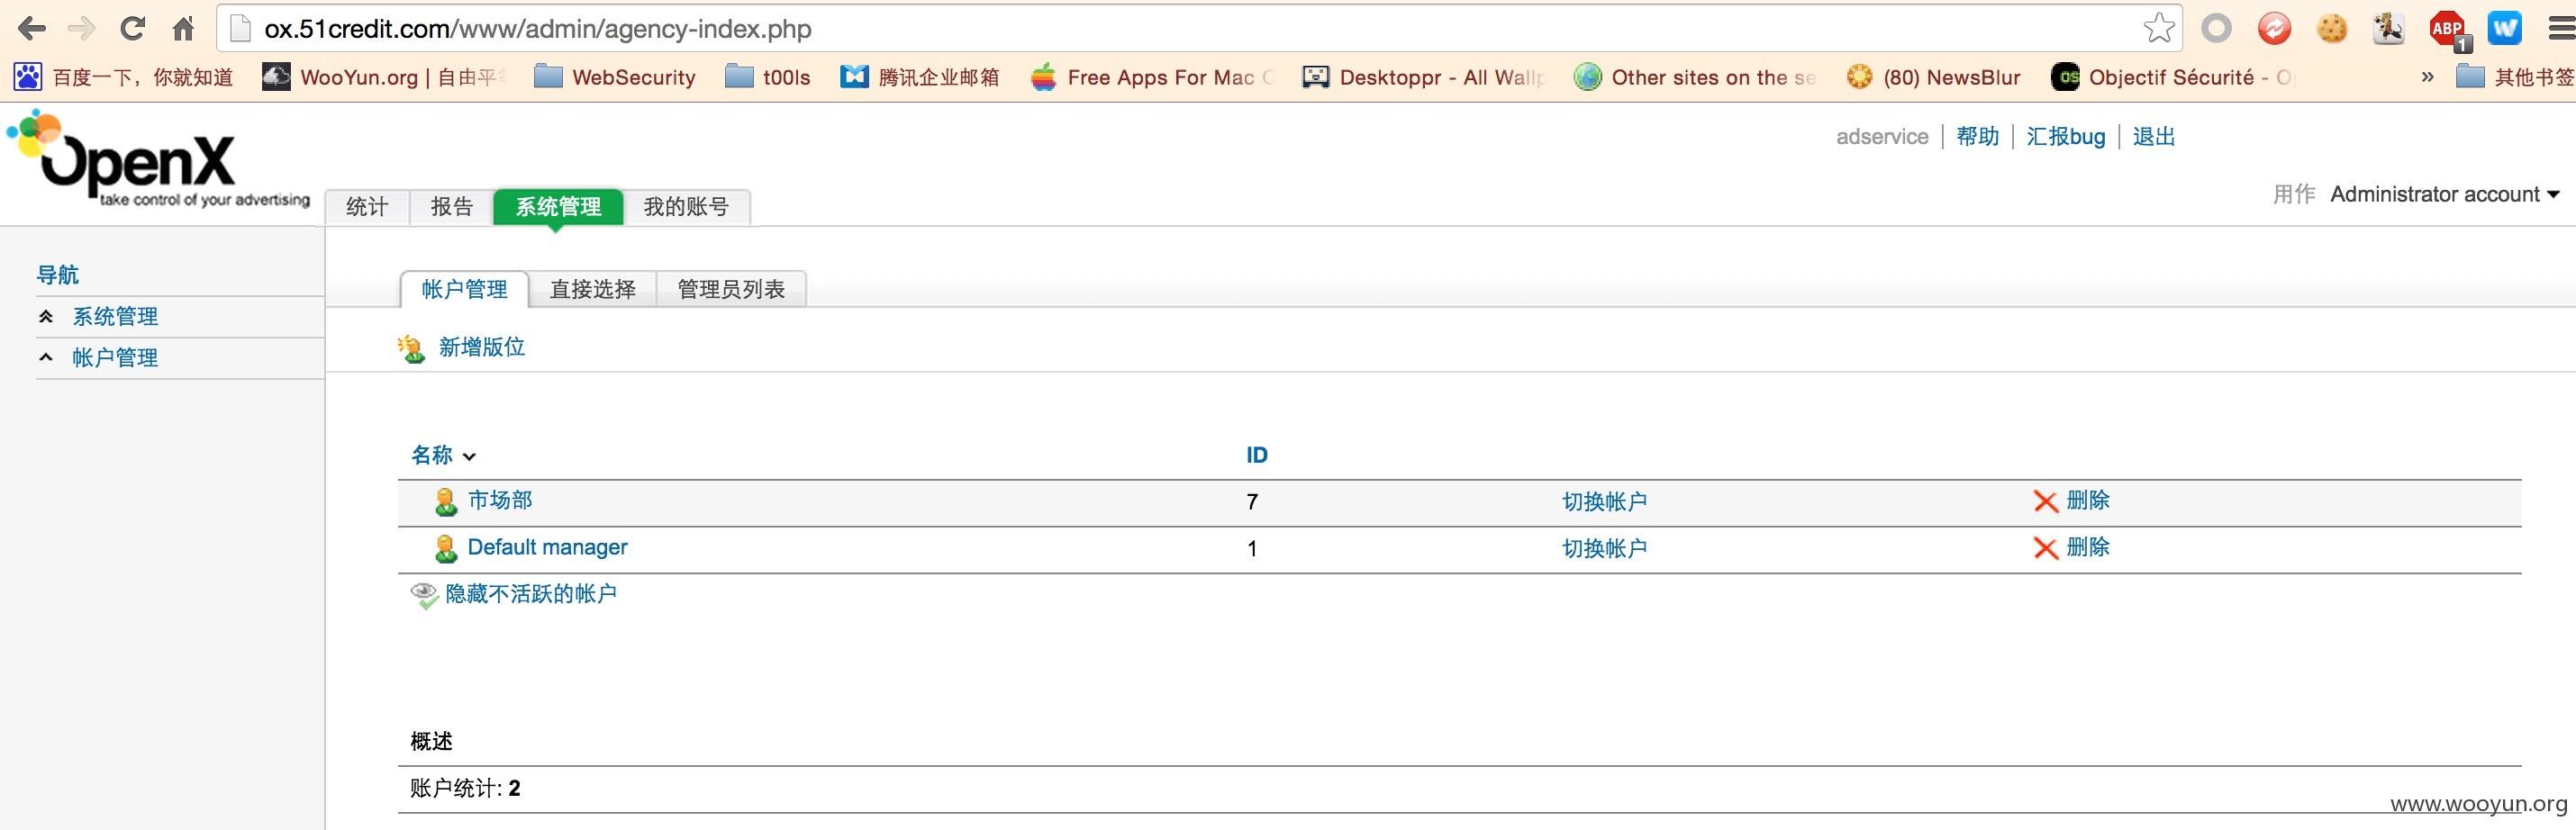 ox.51credit.com/www/admin/agency-index.php
ABP 1 W
百度一下，你就知道 WooYun.org | 自由平 WebSecurity t00ls 腾讯企业邮箱 Free Apps For Mac Desktoppr - All Wallp Other sites on the se (80) NewsBlur os Objectif Sécurité - O » 其他书签
OpenX
take control of your advertising
adservice 帮助 汇报bug 退出
用作 Administrator account
统计 报告 系统管理 我的账号
导航
系统管理
帐户管理
帐户管理 直接选择 管理员列表
新增版位
名称 ID
市场部 7 切换帐户 删除
Default manager 1 切换帐户 删除
隐藏不活跃的帐户
概述
账户统计: 2
www.wooyun.org